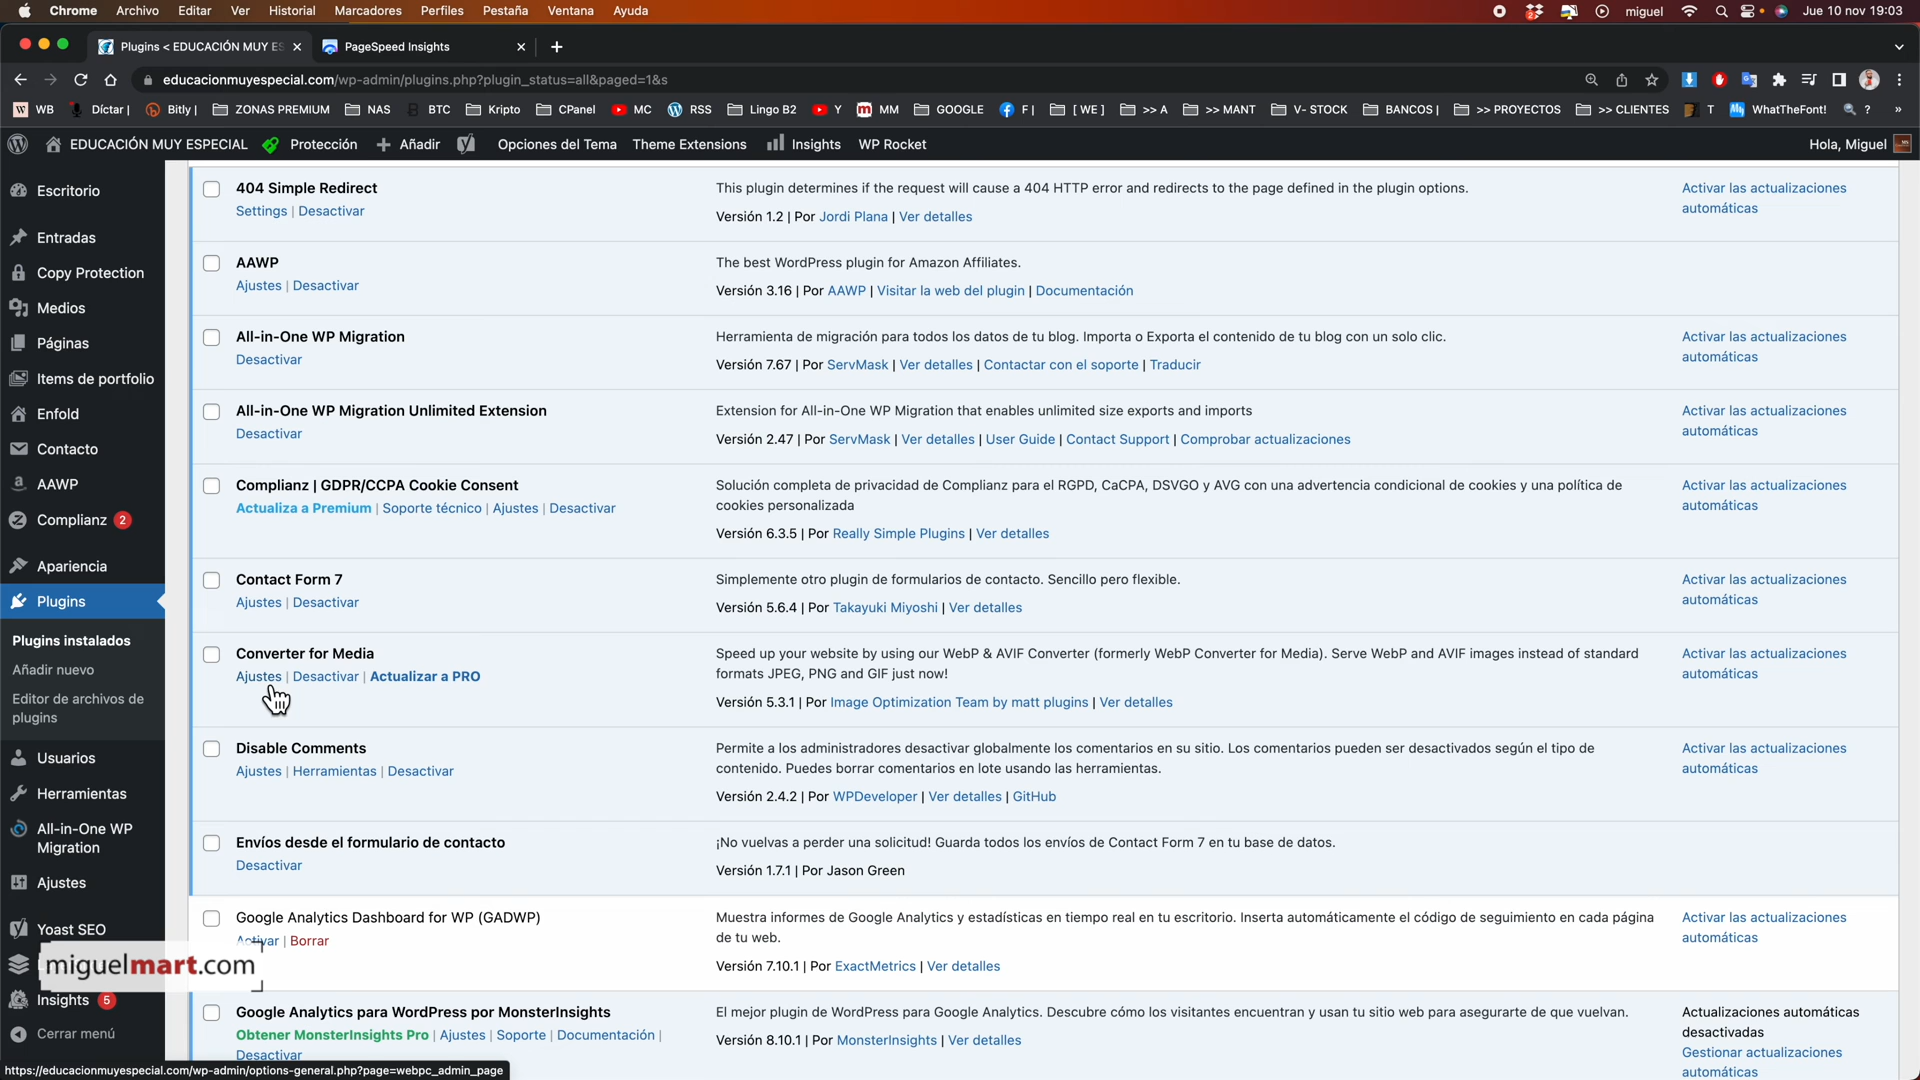 Chrome Archivo Editar Ver Historial Marcadores Perfiles Pestaña Ventana Ayuda miguel Jue 10 nov 19:03
Plugins < EDUCACIÓN MUY ES PageSpeed Insights
educacionmuyespecial.com/wp-admin/plugins.php?plugin_status=all&paged=1&s
WB Díctar | Bitly | ZONAS PREMIUM NAS BTC Kripto CPanel MC RSS Lingo B2 Y MM GOOGLE F | [ WE ] >> A >> MANT V- STOCK BANCOS | >> PROYECTOS >> CLIENTES T WhatTheFont! ? »
EDUCACIÓN MUY ESPECIAL Protección Añadir Opciones del Tema Theme Extensions Insights WP Rocket Hola, Miguel
Escritorio
Entradas
Copy Protection
Medios
Páginas
Items de portfolio
Enfold
Contacto
AAWP
Complianz 2
Apariencia
Plugins
Plugins instalados
Añadir nuevo
Editor de archivos de
plugins
Usuarios
Herramientas
All-in-One WP
Migration
Ajustes
Yoast SEO
miguelmart.com
Insights 5
Cerrar menú
404 Simple Redirect
Settings | Desactivar
This plugin determines if the request will cause a 404 HTTP error and redirects to the page defined in the plugin options.
Versión 1.2 | Por Jordi Plana | Ver detalles
Activar las actualizaciones
automáticas
AAWP
Ajustes | Desactivar
The best WordPress plugin for Amazon Affiliates.
Versión 3.16 | Por AAWP | Visitar la web del plugin | Documentación
All-in-One WP Migration
Desactivar
Herramienta de migración para todos los datos de tu blog. Importa o Exporta el contenido de tu blog con un solo clic.
Versión 7.67 | Por ServMask | Ver detalles | Contactar con el soporte | Traducir
Activar las actualizaciones
automáticas
All-in-One WP Migration Unlimited Extension
Desactivar
Extension for All-in-One WP Migration that enables unlimited size exports and imports
Versión 2.47 | Por ServMask | Ver detalles | User Guide | Contact Support | Comprobar actualizaciones
Activar las actualizaciones
automáticas
Complianz | GDPR/CCPA Cookie Consent
Actualiza a Premium | Soporte técnico | Ajustes | Desactivar
Solución completa de privacidad de Complianz para el RGPD, CaCPA, DSVGO y AVG con una advertencia condicional de cookies y una política de
cookies personalizada
Versión 6.3.5 | Por Really Simple Plugins | Ver detalles
Activar las actualizaciones
automáticas
Contact Form 7
Ajustes | Desactivar
Simplemente otro plugin de formularios de contacto. Sencillo pero flexible.
Versión 5.6.4 | Por Takayuki Miyoshi | Ver detalles
Activar las actualizaciones
automáticas
Converter for Media
Ajustes | Desactivar | Actualizar a PRO
Speed up your website by using our WebP & AVIF Converter (formerly WebP Converter for Media). Serve WebP and AVIF images instead of standard
formats JPEG, PNG and GIF just now!
Versión 5.3.1 | Por Image Optimization Team by matt plugins | Ver detalles
Activar las actualizaciones
automáticas
Disable Comments
Ajustes | Herramientas | Desactivar
Permite a los administradores desactivar globalmente los comentarios en su sitio. Los comentarios pueden ser desactivados según el tipo de
contenido. Puedes borrar comentarios en lote usando las herramientas.
Versión 2.4.2 | Por WPDeveloper | Ver detalles | GitHub
Activar las actualizaciones
automáticas
Envíos desde el formulario de contacto
Desactivar
¡No vuelvas a perder una solicitud! Guarda todos los envíos de Contact Form 7 en tu base de datos.
Versión 1.7.1 | Por Jason Green
Google Analytics Dashboard for WP (GADWP)
Activar | Borrar
Muestra informes de Google Analytics y estadísticas en tiempo real en tu escritorio. Inserta automáticamente el código de seguimiento en cada página
de tu web.
Versión 7.10.1 | Por ExactMetrics | Ver detalles
Activar las actualizaciones
automáticas
Google Analytics para WordPress por MonsterInsights
Obtener MonsterInsights Pro | Ajustes | Soporte | Documentación |
Desactivar
El mejor plugin de WordPress para Google Analytics. Descubre cómo los visitantes encuentran y usan tu sitio web para asegurarte de que vuelvan.
Versión 8.10.1 | Por MonsterInsights | Ver detalles
Actualizaciones automáticas
desactivadas
Gestionar actualizaciones
automáticas
https://educacionmuyespecial.com/wp-admin/options-general.php?page=webpc_admin_page